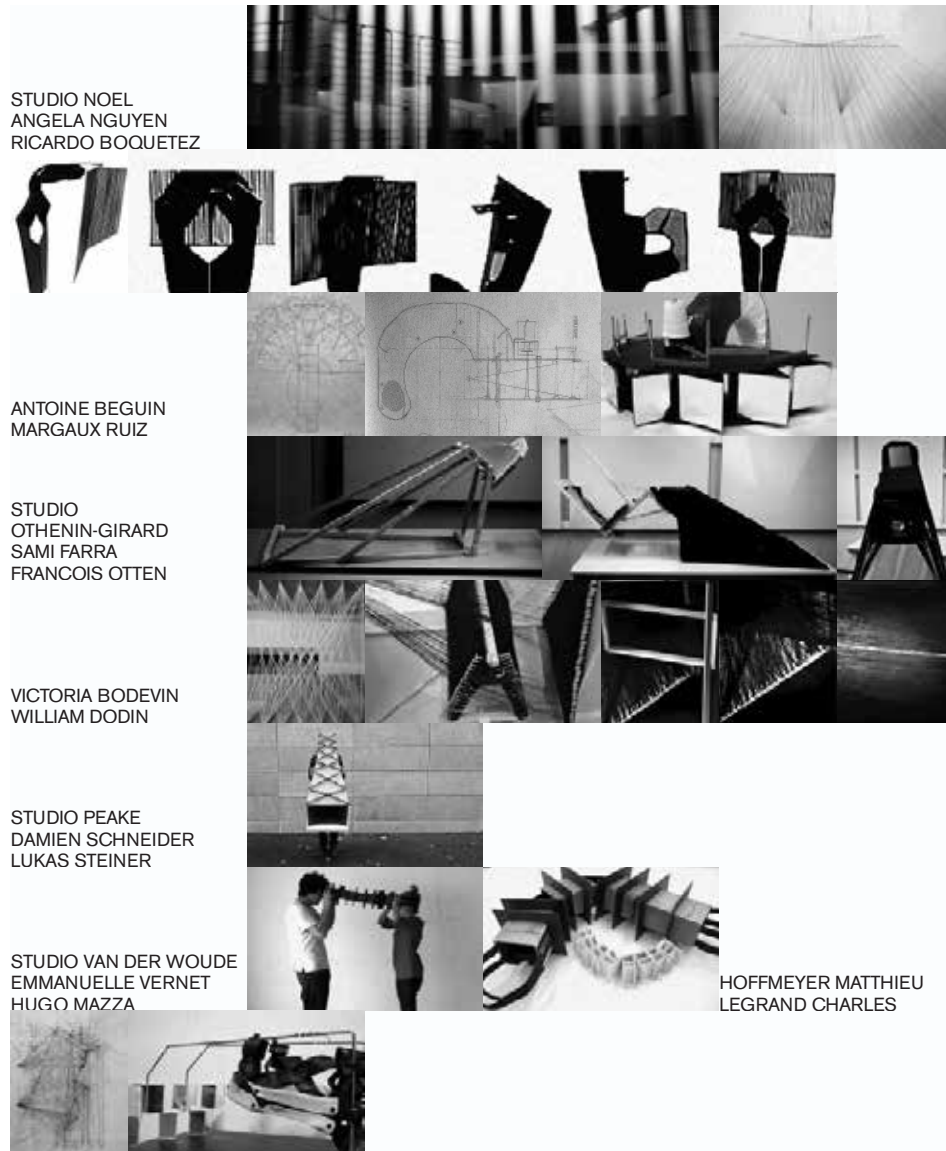 STUDIO NOEL
ANGELA NGUYEN
RICARDO BOQUETEZ
ANTOINE BEGUIN
MARGAUX RUIZ
STUDIO
OTHENIN-GIRARD
SAMI FARRA
FRANCOIS OTTEN
VICTORIA BODEVIN
WILLIAM DODIN
STUDIO PEAKE
DAMIEN SCHNEIDER
LUKAS STEINER
STUDIO VAN DER WOUDE
EMMANUELLE VERNET
HUGO MAZZA
HOFFMEYER MATTHIEU
LEGRAND CHARLES